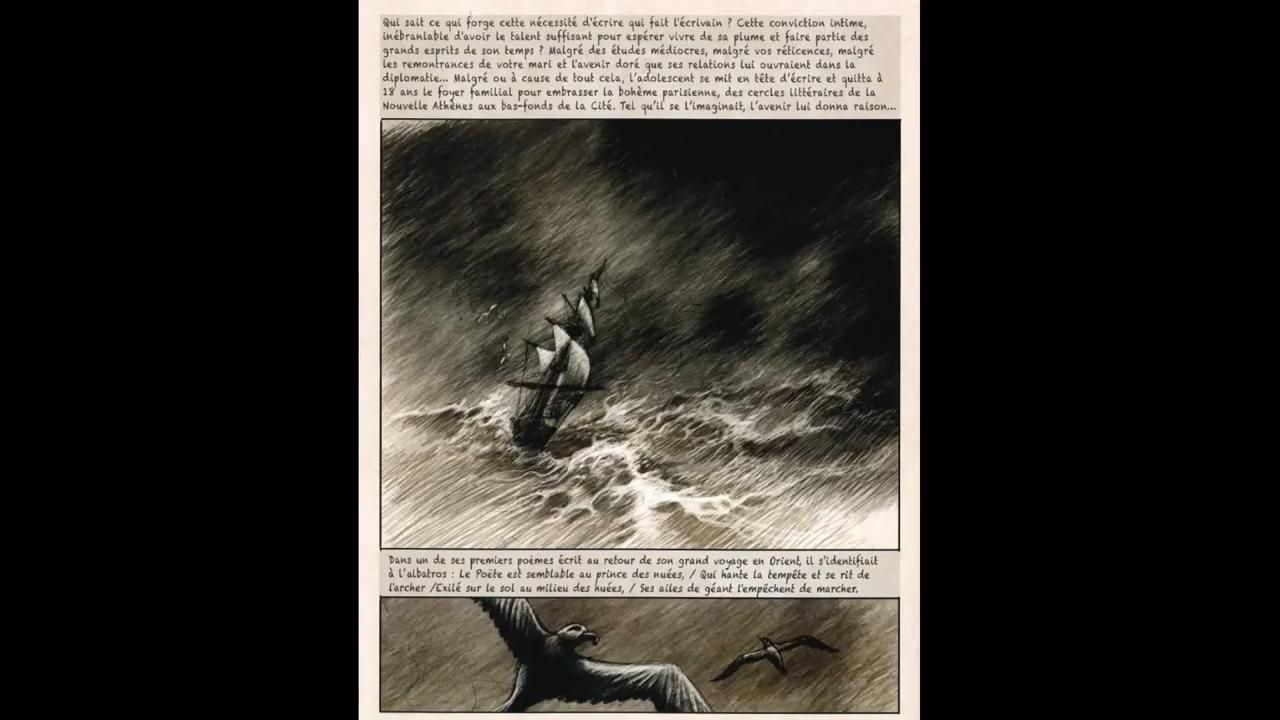 Qui sait ce qui forge cette nécessité d'écrire qui fait l'écrivain ? Cette conviction intime,
inébranlable d'avoir le talent suffisant pour espérer vivre de sa plume et faire partie des
grands esprits de son temps ? Malgré des études médiocres, malgré vos réticences, malgré
les remontrances de votre mari et l'avenir doré que ses relations lui ouvraient dans la
diplomatie... Malgré ou à cause de tout cela, l'adolescent se mit en tête d'écrire et quitta à
18 ans le foyer familial pour embrasser la bohème parisienne, des cercles littéraires de la
Nouvelle Athènes aux bas-fonds de la Cité. Tel qu'il se l'imaginait, l'avenir lui donna raison...
Dans un de ses premiers poèmes écrit au retour de son grand voyage en Orient, il s'identifiait
à l'albatros : Le Poëte est semblable au prince des nuées, / Qui hante la tempête et se rit de
l'archer /Exilé sur le sol au milieu des huées, / Ses ailes de géant l'empêchent de marcher.